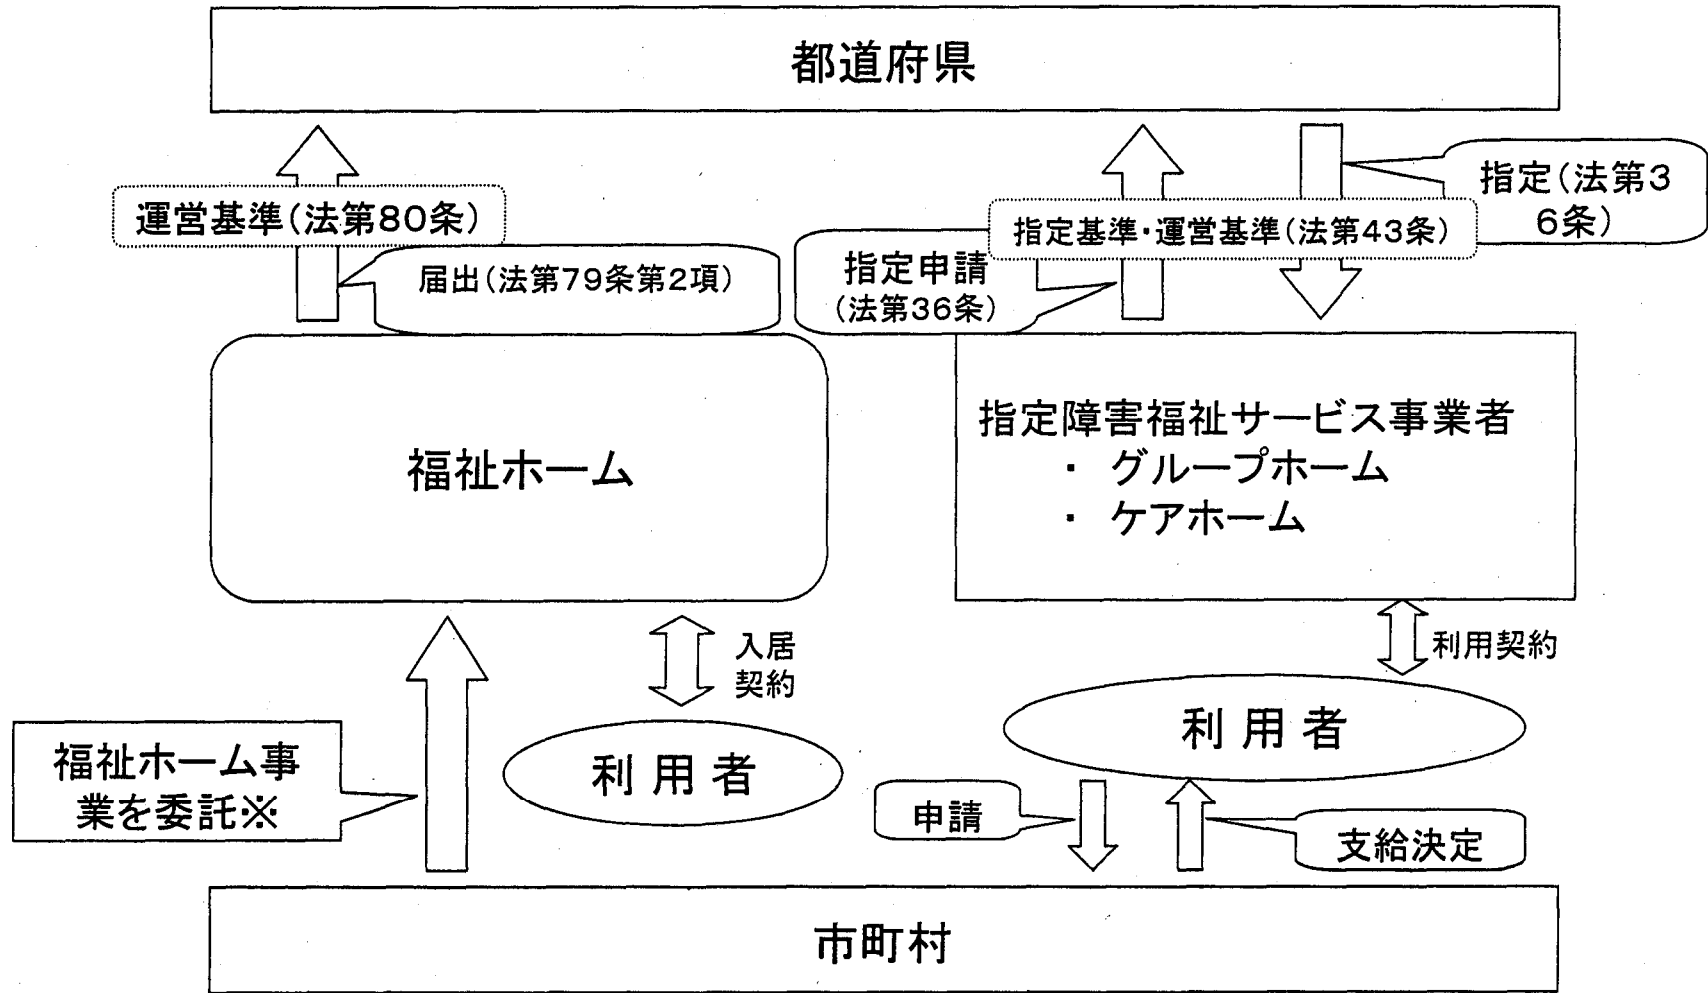 都道府県
運営基準(法第80条)
届出(法第79条第2項)
指定申請
(法第36条)
指定基準・運営基準(法第43条)
指定(法第3
6条)
福祉ホーム
指定障害福祉サービス事業者
・ グループホーム
・ ケアホーム
入居
契約
利用契約
福祉ホーム事
業を委託※
利 用 者
利 用 者
申請
支給決定
市町村